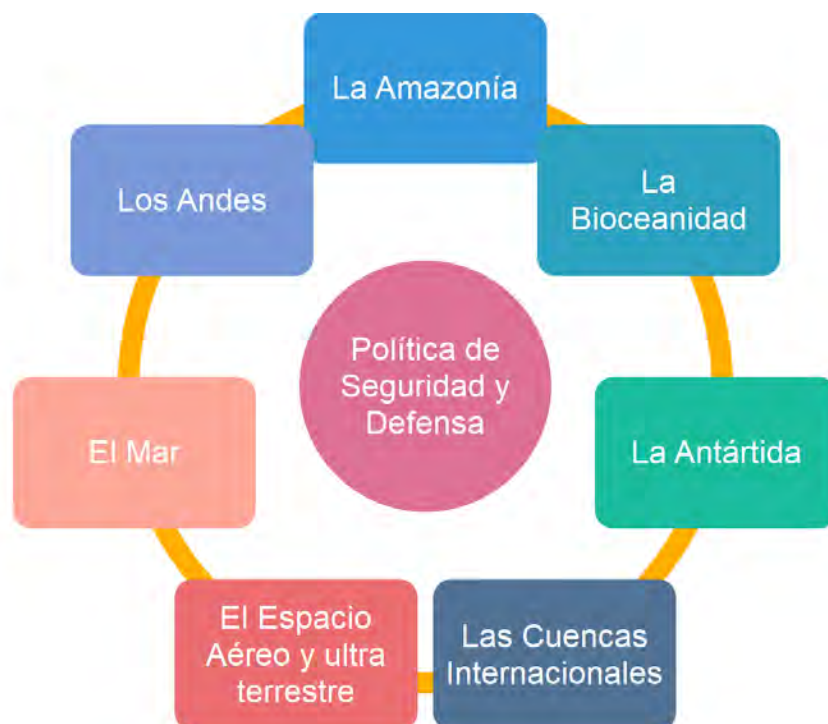 La Amazonía
La
Bioceanidad
La Antártida
Las Cuencas
Internacionales
El Espacio
Aéreo y ultra
terrestre
El Mar
Los Andes
Política de
Seguridad y
Defensa